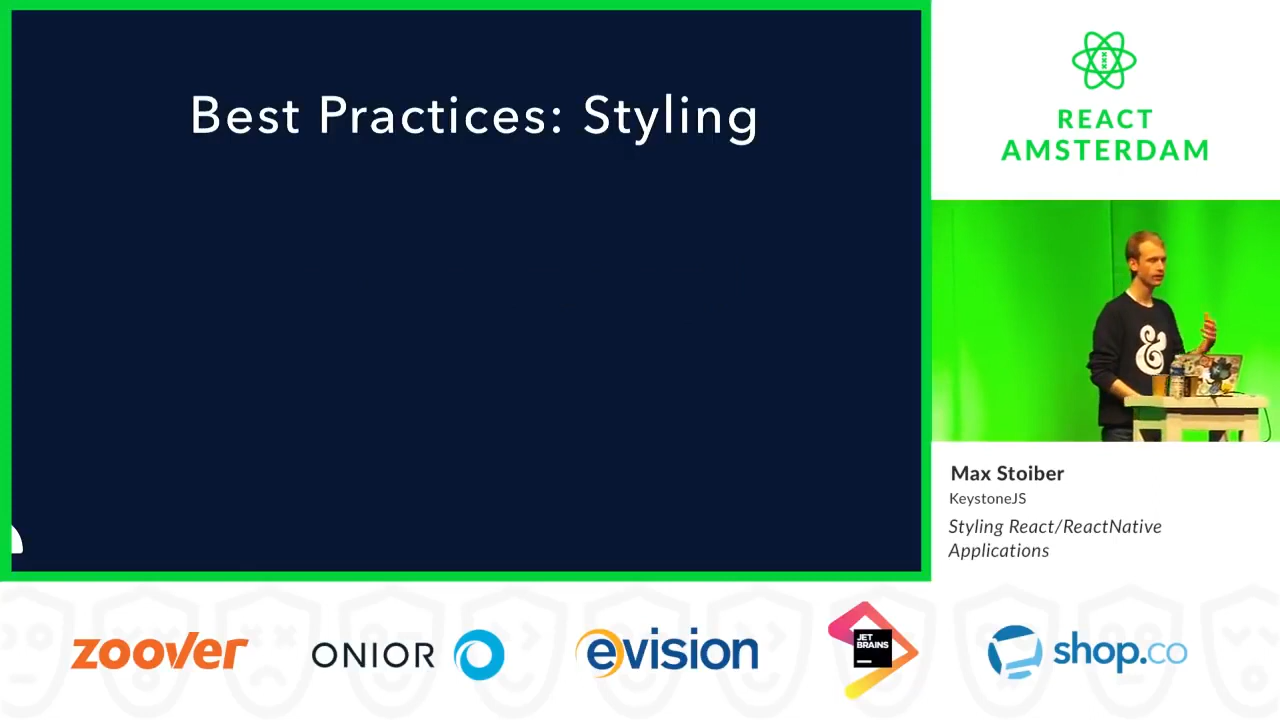 Best Practices: Styling
REACT
AMSTERDAM
&
Max Stoiber
KeystoneJS
Styling React/ReactNative
Applications
zoover
ONIOR
evision
JET
BRAINS
shop.co